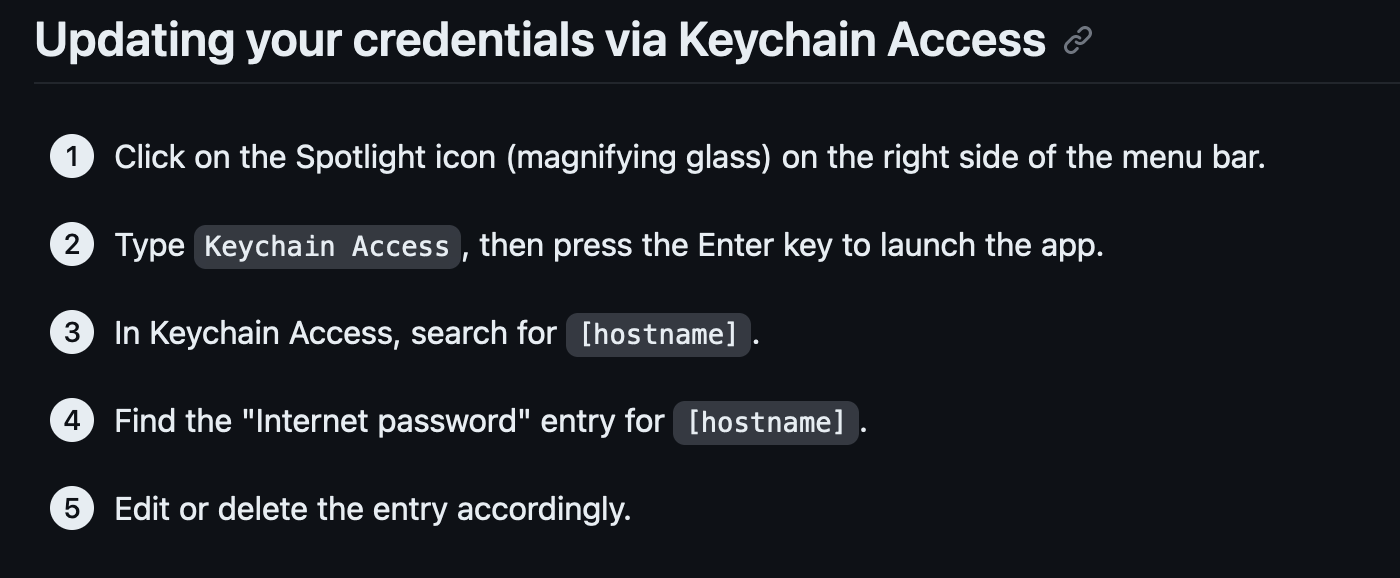 Updating your credentials via Keychain Access
1 Click on the Spotlight icon (magnifying glass) on the right side of the menu bar.
2 Type Keychain Access, then press the Enter key to launch the app.
3 In Keychain Access, search for [hostname].
4 Find the "Internet password" entry for [hostname].
5 Edit or delete the entry accordingly.